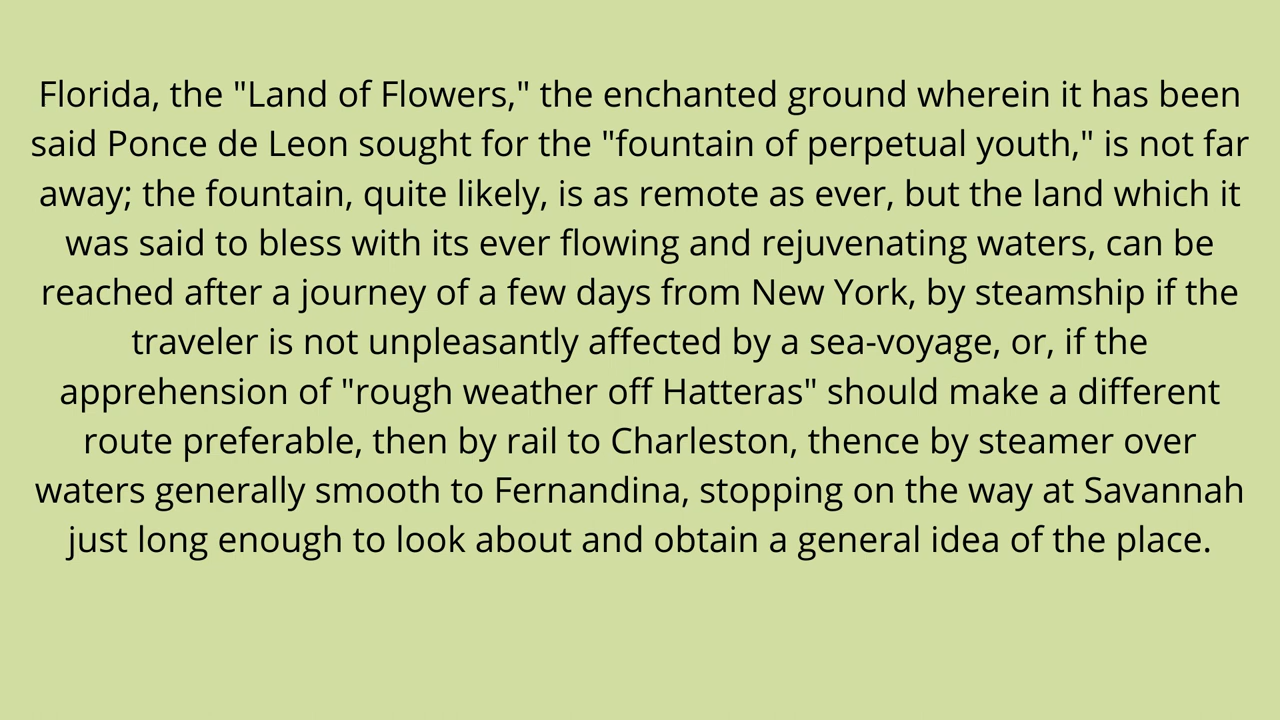 Florida, the "Land of Flowers," the enchanted ground wherein it has been
said Ponce de Leon sought for the "fountain of perpetual youth," is not far
away; the fountain, quite likely, is as remote as ever, but the land which it
was said to bless with its ever flowing and rejuvenating waters, can be
reached after a journey of a few days from New York, by steamship if the
traveler is not unpleasantly affected by a sea-voyage, or, if the
apprehension of "rough weather off Hatteras" should make a different
route preferable, then by rail to Charleston, thence by steamer over
waters generally smooth to Fernandina, stopping on the way at Savannah
just long enough to look about and obtain a general idea of the place.